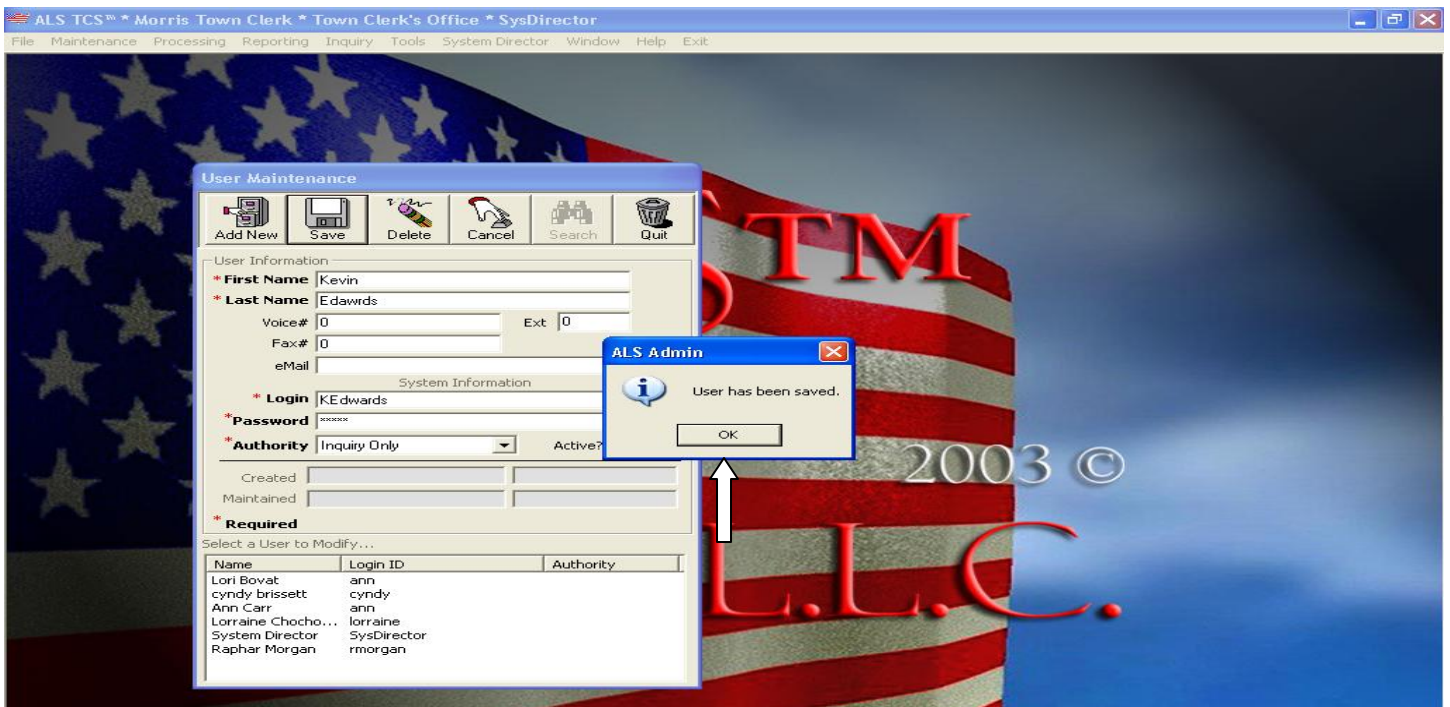 ALS TCS™ * Morris Town Clerk * Town Clerk's Office * SysDirector
File Maintenance Processing Reporting Inquiry Tools System Director Window Help Exit
User Maintenance
Add New Save Delete Cancel Search Quit
User Information
* First Name Kevin
* Last Name Edawrds
Voice# 0 Ext 0
Fax# 0
eMail
System Information
* Login KEdwards
*Password *****
*Authority Inquiry Only Active?
Created
Maintained
* Required
Select a User to Modify...
Name Login ID Authority
Lori Bovat ann
cyndy brissett cyndy
Ann Carr ann
Lorraine Chocho... lorraine
System Director SysDirector
Raphar Morgan rmorgan
ALS Admin
User has been saved.
OK
TM
2003 ©
L.L.C.